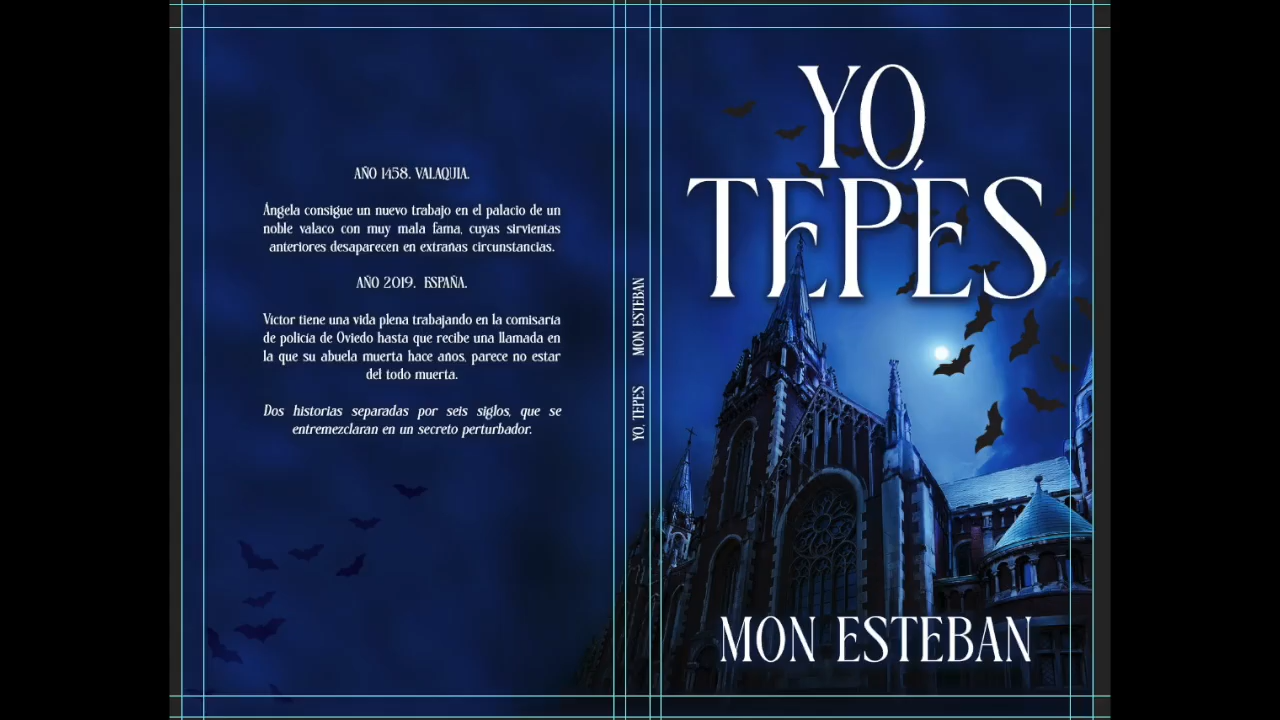 AÑO 1458. VALAQUIA.
Ángela consigue un nuevo trabajo en el palacio de un
noble valaco con muy mala fama, cuyas sirvientas
anteriores desaparecen en extrañas circunstancias.
AÑO 2019. ESPAÑA.
Víctor tiene una vida plena trabajando en la comisaría
de policía de Oviedo hasta que recibe una llamada en
la que su abuela muerta hace años, parece no estar
del todo muerta.
Dos historias separadas por seis siglos, que se
entremezclaran en un secreto perturbador.
YO, TEPES MON ESTEBAN
YO,
TEPES
MON ESTEBAN